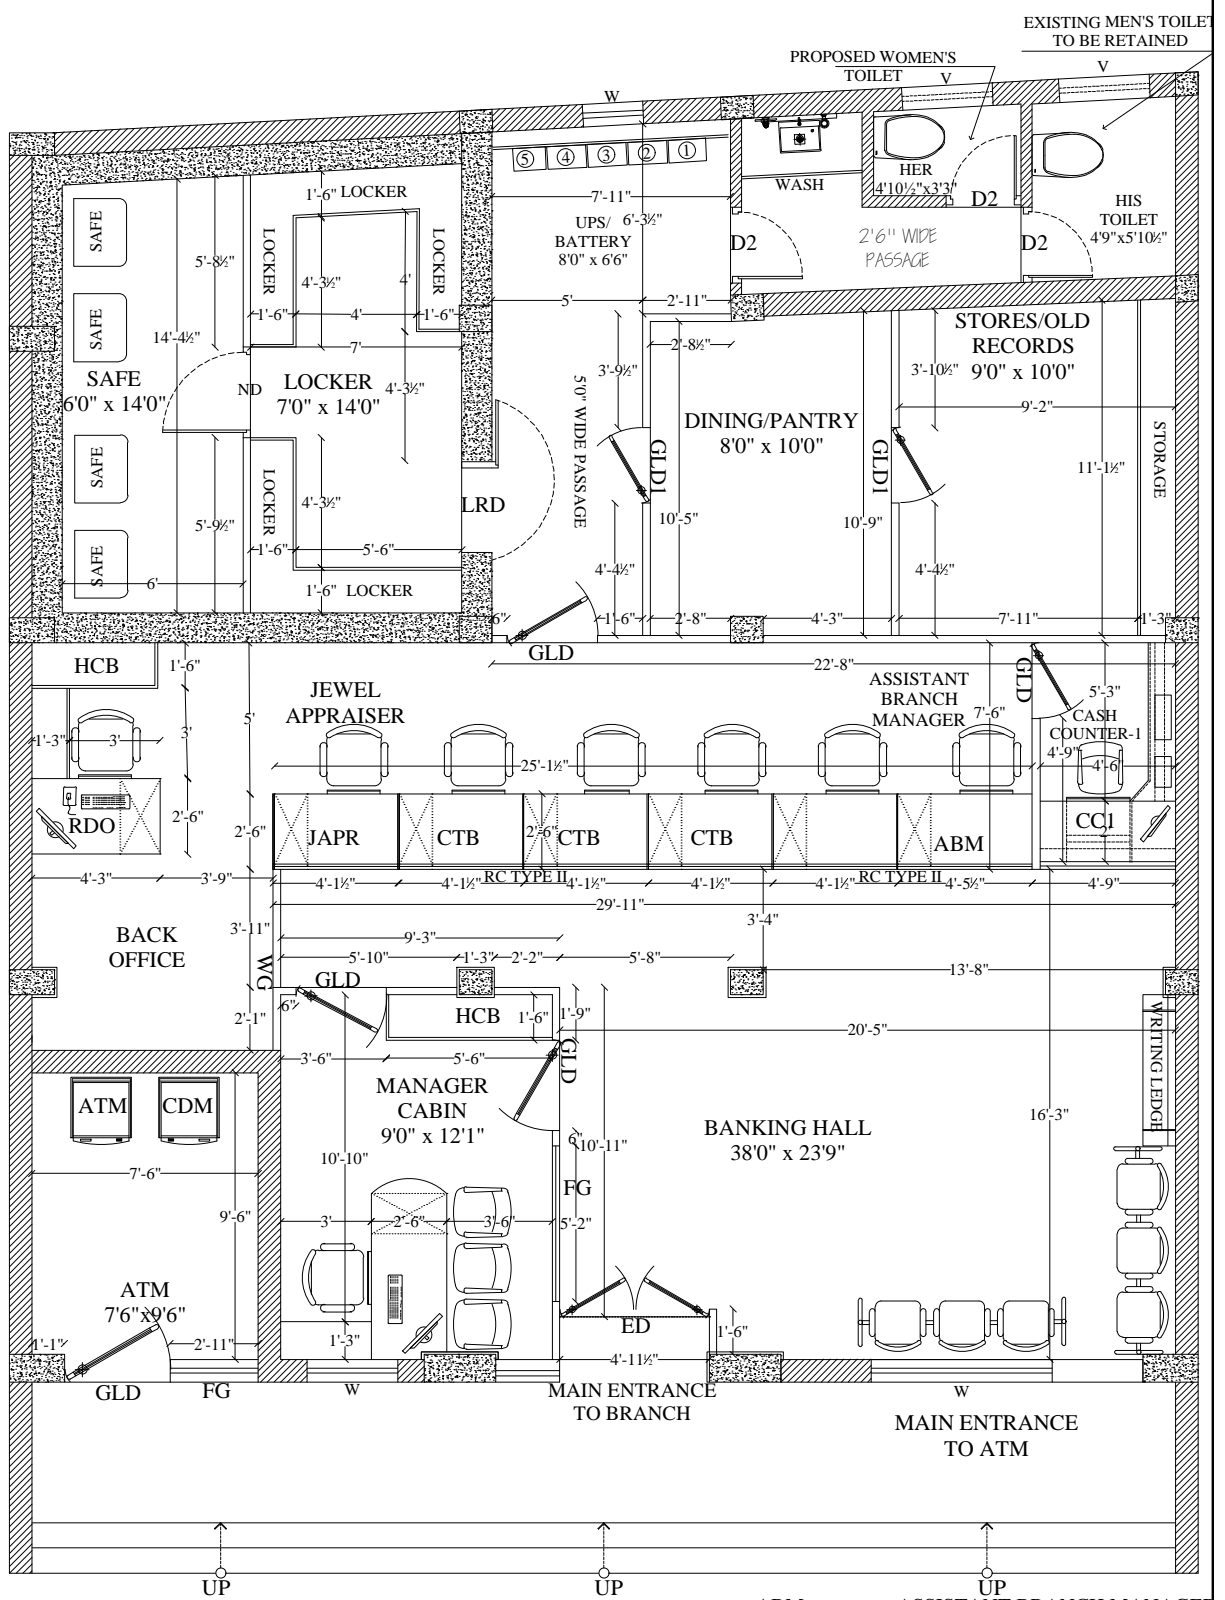 EXISTING MEN'S TOILET
TO BE RETAINED
PROPOSED WOMEN'S
TOILET
V
V
W
5
4
3
2
1
WASH
HER
4'10½"x3'3"
D2
HIS
TOILET
4'9"x5'10½"
7'-11"
6'-3½"
UPS/
BATTERY
8'0" x 6'6"
D2
2'6" WIDE
PASSAGE
D2
1'-6"
LOCKER
SAFE
LOCKER
LOCKER
5'-8½"
4'-3½"
4'
1'-6"
4'
1'-6"
5'
2'-11"
SAFE
14'-4½"
7'
2'-8½"
STORES/OLD
RECORDS
9'0" x 10'0"
SAFE
6'0" x 14'0"
ND
LOCKER
7'0" x 14'0"
4'-3½"
3'-9½"
3'-10½"
5'0" WIDE PASSAGE
DINING/PANTRY
8'0" x 10'0"
9'-2"
STORAGE
SAFE
GLD1
GLD1
11'-1½"
LOCKER
4'-3½"
LRD
5'-9½"
10'-5"
10'-9"
SAFE
1'-6"
5'-6"
6'
4'-4½"
4'-4½"
1'-6"
LOCKER
6"
1'-6"
2'-8"
4'-3"
7'-11"
1'-3"
GLD
HCB
1'-6"
22'-8"
GLD
JEWEL
APPRAISER
ASSISTANT
BRANCH
MANAGER
5'-3"
7'-6"
CASH
COUNTER-1
1'-3"
3'
3'
5'
25'-1½"
4'-9"
4'-6"
RDO
2'-6"
2'-6"
JAPR
CTB
2'-6"
CTB
CTB
ABM
CC1
2'
4'-3"
3'-9"
4'-1½"
4'-1½"
RC TYPE II
4'-1½"
4'-1½"
4'-1½"
RC TYPE II
4'-5½"
4'-9"
29'-11"
3'-11"
3'-4"
BACK
OFFICE
9'-3"
5'-10"
1'-3"
2'-2"
5'-8"
13'-8"
WG
GLD
6"
HCB
1'-6"
1'-9"
2'-1"
20'-5"
WRITING LEDGE
3'-6"
5'-6"
GLD
ATM
CDM
MANAGER
CABIN
9'0" x 12'1"
BANKING HALL
38'0" x 23'9"
16'-3"
6"
10'-11"
10'-10"
7'-6"
FG
9'-6"
3'
2'-6"
3'-6"
5'-2"
ATM
7'6"x9'6"
1'-1"
2'-11"
1'-3"
ED
1'-6"
4'-11½"
GLD
FG
W
MAIN ENTRANCE
TO BRANCH
W
MAIN ENTRANCE
TO ATM
UP
UP
UP